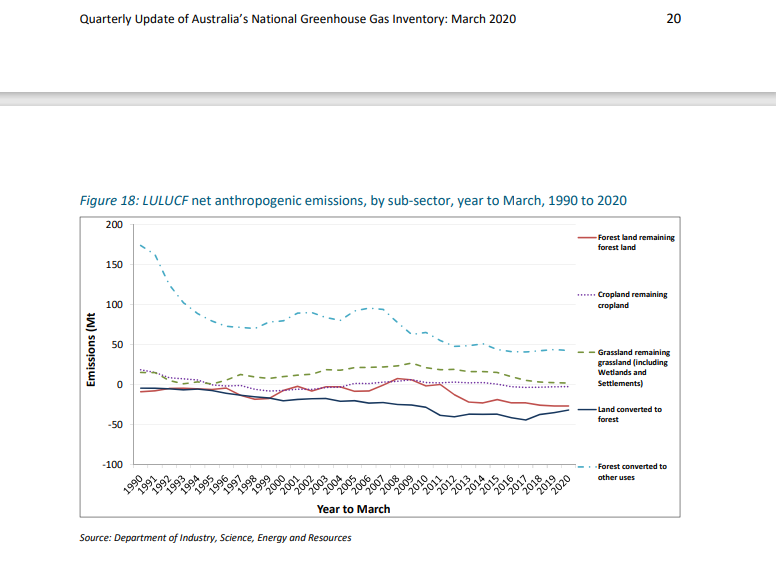 Quarterly Update of Australia's National Greenhouse Gas Inventory: March 2020 20
Figure 18: LULUCF net anthropogenic emissions, by sub-sector, year to March, 1990 to 2020
200
150
100
50
0
-50
-100
Emissions (Mt
1990 1991 1992 1993 1994 1995 1996 1997 1998 1999 2000 2001 2002 2003 2004 2005 2006 2007 2008 2009 2010 2011 2012 2013 2014 2015 2016 2017 2018 2019 2020
Year to March
Forest land remaining
forest land
Cropland remaining
cropland
Grassland remaining
grassland (including
Wetlands and
Settlements)
Land converted to
forest
Forest converted to
other uses
Source: Department of Industry, Science, Energy and Resources